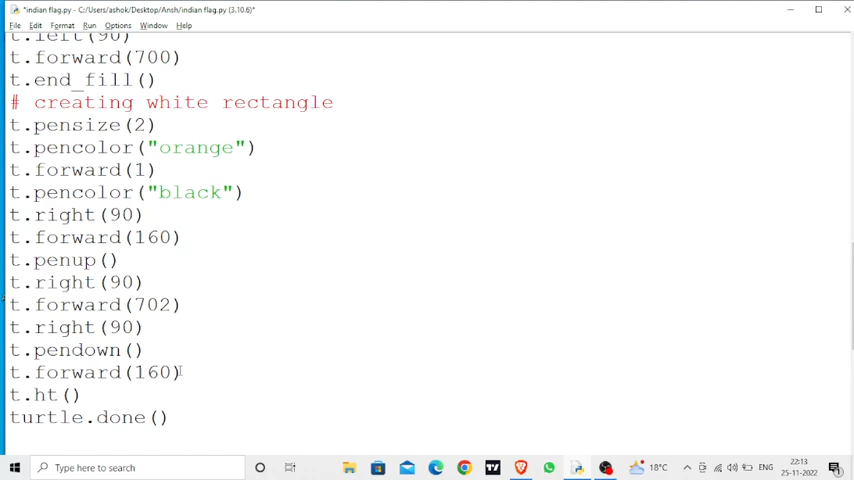 *indian flag.py - C:/Users/ashok/Desktop/Ansh/indian flag.py (3.10.6)*
File Edit Format Run Options Window Help
t.left(90)
t.forward(700)
t.end_fill()
# creating white rectangle
t.pensize(2)
t.pencolor("orange")
t.forward(1)
t.pencolor("black")
t.right(90)
t.forward(160)
t.penup()
t.right(90)
t.forward(702)
t.right(90)
t.pendown()
t.forward(160)
t.ht()
turtle.done()
Type here to search
18°C
ENG
22:13
25-11-2022